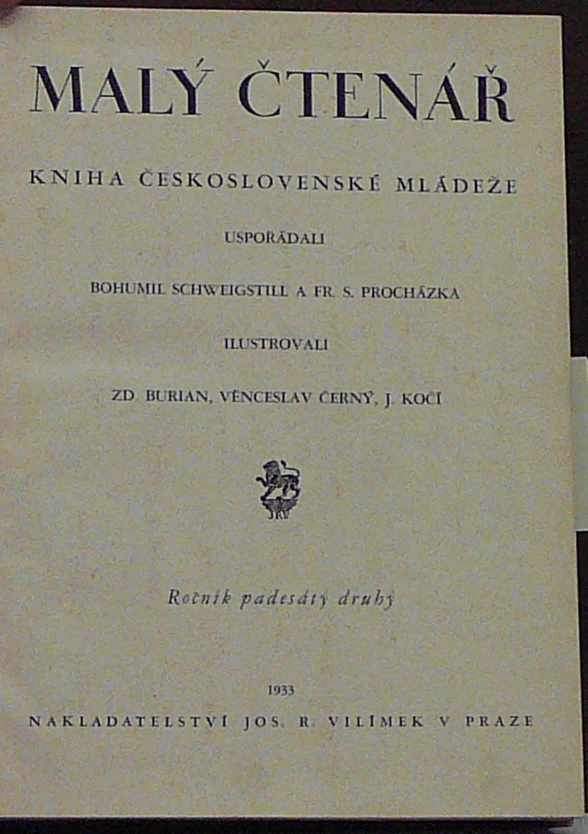 MALÝ ČTENÁŘ
KNIHA ČESKOSLOVENSKÉ MLÁDEŽE
USPOŘÁDALI
BOHUMIL SCHWEIGSTILL A FR. S. PROCHÁZKA
ILUSTROVALI
ZD. BURIAN, VĚNCESLAV ČERNÝ, J. KOČÍ
JRV
Ročník padesátý druhý
1933
NAKLADATELSTVÍ JOS. R. VILÍMEK V PRAZE